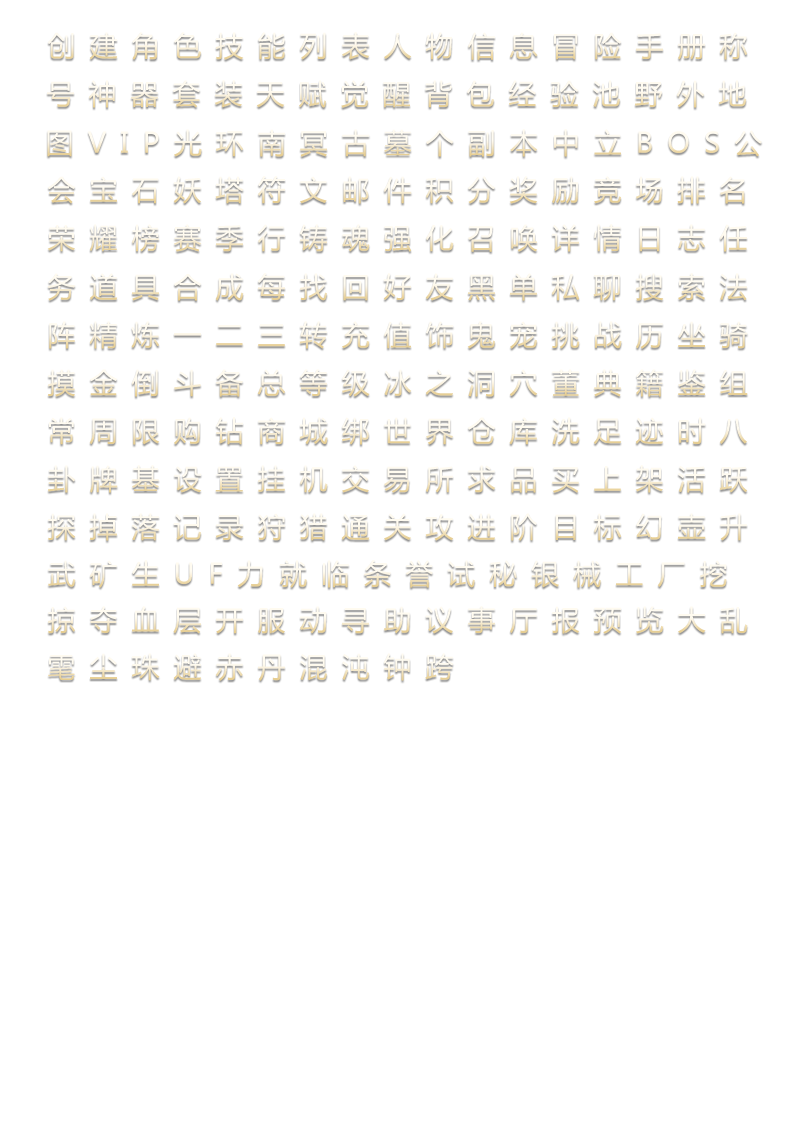 创建角色技能列表人物信息冒险手册称
号神器套装天赋觉醒背包经验池野外地
图VIP光环南冥古墓个副本中立BOS公
会宝石妖塔符文邮件积分奖励竞场排名
荣耀榜赛季行铸魂强化召唤详情日志任
务道具合成每找回好友黑单私聊搜索法
阵精炼一二三转充值饰鬼宠挑战历坐骑
摸金倒斗备总等级冰之洞穴董典籍鉴组
常周限购钻商城绑世界仓库洗足迹时八
卦牌基设置挂机交易所求品买上架活跃
探掉落记录狩猎通关攻进阶目标幻壶升
武矿生UF力就临条誉试秘银械工厂挖
掠夺血层开服动寻助议事厅报预览大乱
鼋尘珠避赤丹混沌钟跨